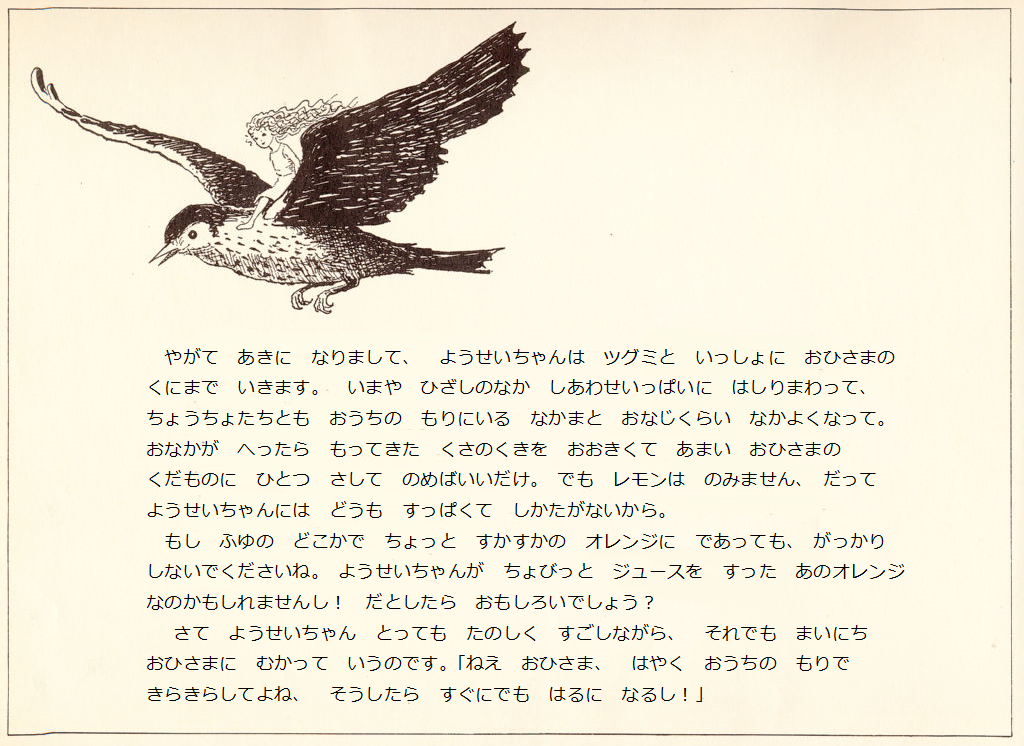 やがて　あきに　なりまして、　ようせいちゃんは　ツグミと　いっしょに　おひさまの
くにまで　いきます。　いまや　ひざしのなか　しあわせいっぱいに　はしりまわって、
ちょうちょたちとも　おうちの　もりにいる　なかまと　おなじくらい　なかよくなって。
おなかが　へったら　もってきた　くさのくきを　おおきくて　あまい　おひさまの
くだものに　ひとつ　さして　のめばいいだけ。　でも　レモンは　のみません、　だって
ようせいちゃんには　どうも　すっぱくて　しかたがないから。
　もし　ふゆの　どこかで　ちょっと　すかすかの　オレンジに　であっても、　がっかり
しないでくださいね。　ようせいちゃんが　ちょびっと　ジュースを　すった　あのオレンジ
なのかもしれませんし！　だとしたら　おもしろいでしょう？
　さて　ようせいちゃん　とっても　たのしく　すごしながら、　それでも　まいにち
おひさまに　むかって　いうのです。「ねえ　おひさま、　はやく　おうちの　もりで
きらきらしてよね、　そうしたら　すぐにでも　はるに　なるし！」